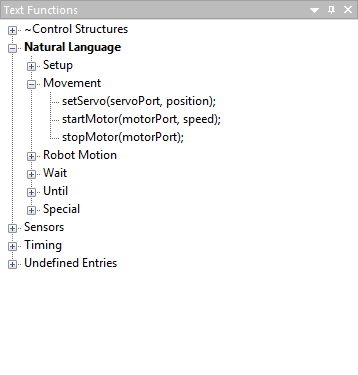 Text Functions
~Control Structures
Natural Language
Setup
Movement
setServo(servoPort, position);
startMotor(motorPort, speed);
stopMotor(motorPort);
Robot Motion
Wait
Until
Special
Sensors
Timing
Undefined Entries